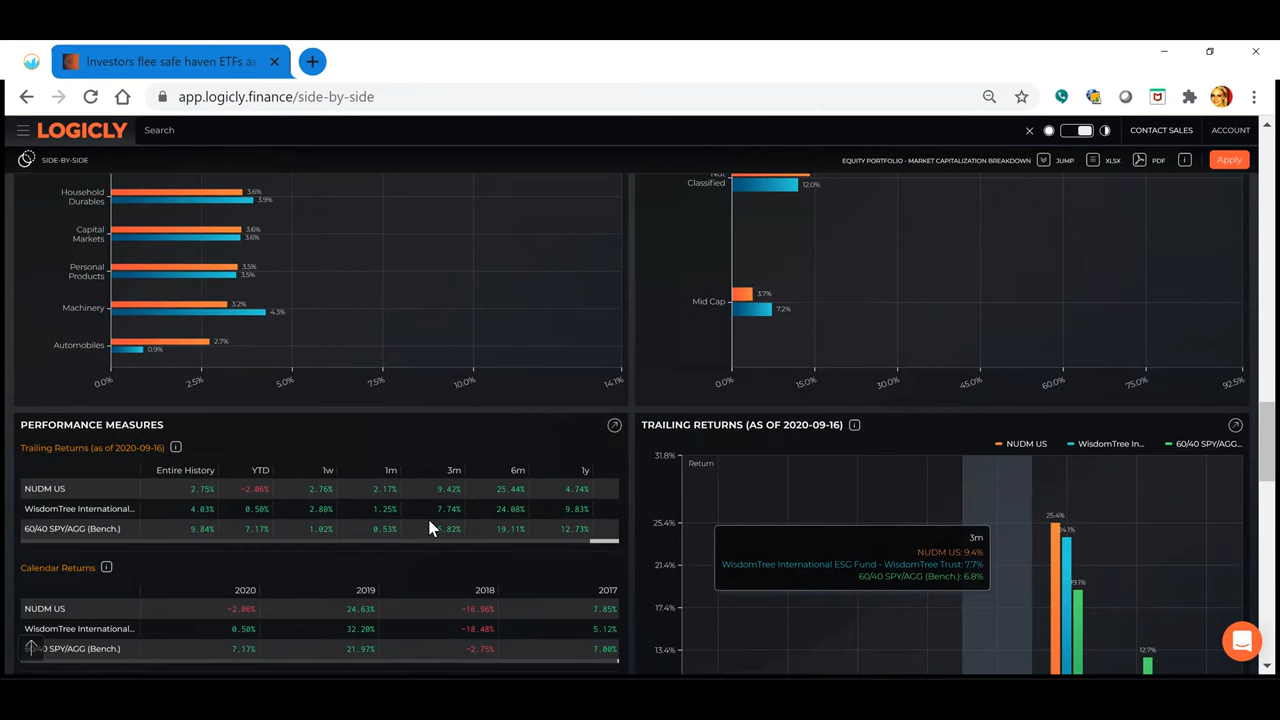 Investors flee safe haven ETFs as
app.logicly.finance/side-by-side
LOGICLY
Search
CONTACT SALES
ACCOUNT
SIDE-BY-SIDE
EQUITY PORTFOLIO - MARKET CAPITALIZATION BREAKDOWN
JUMP
XLSX
PDF
Apply
Household
Durables
3.6%
3.9%
Capital
Markets
3.6%
3.6%
Personal
Products
3.5%
3.5%
Machinery
3.2%
4.3%
Automobiles
2.7%
0.9%
0.0% 2.5% 5.0% 7.5% 10.0% 14.1%
Classified
12.0%
Mid Cap
3.7%
7.2%
0.0% 15.0% 30.0% 45.0% 60.0% 75.0% 92.5%
PERFORMANCE MEASURES
Trailing Returns (as of 2020-09-16)
Entire History YTD 1w 1m 3m 6m 1y
NUDM US 2.75% -2.06% 2.76% 2.17% 9.42% 25.44% 4.74%
WisdomTree International... 4.03% 0.50% 2.80% 1.25% 7.74% 24.08% 9.83%
60/40 SPY/AGG (Bench.) 9.84% 7.17% 1.02% 0.53% .82% 19.11% 12.73%
Calendar Returns
2020 2019 2018 2017
NUDM US -2.06% 24.63% -16.96% 7.85%
WisdomTree International... 0.50% 32.20% -18.48% 5.12%
SPY/AGG (Bench.) 7.17% 21.97% -2.75% 7.00%
TRAILING RETURNS (AS OF 2020-09-16)
NUDM US WisdomTree In... 60/40 SPY/AGG...
31.8%
Return
25.4%
21.4%
17.4%
13.4%
3m
NUDM US: 9.4%
WisdomTree International ESG Fund - WisdomTree Trust: 7.7%
60/40 SPY/AGG (Bench.): 6.8%
25.4%
24.1%
19.1%
12.7%